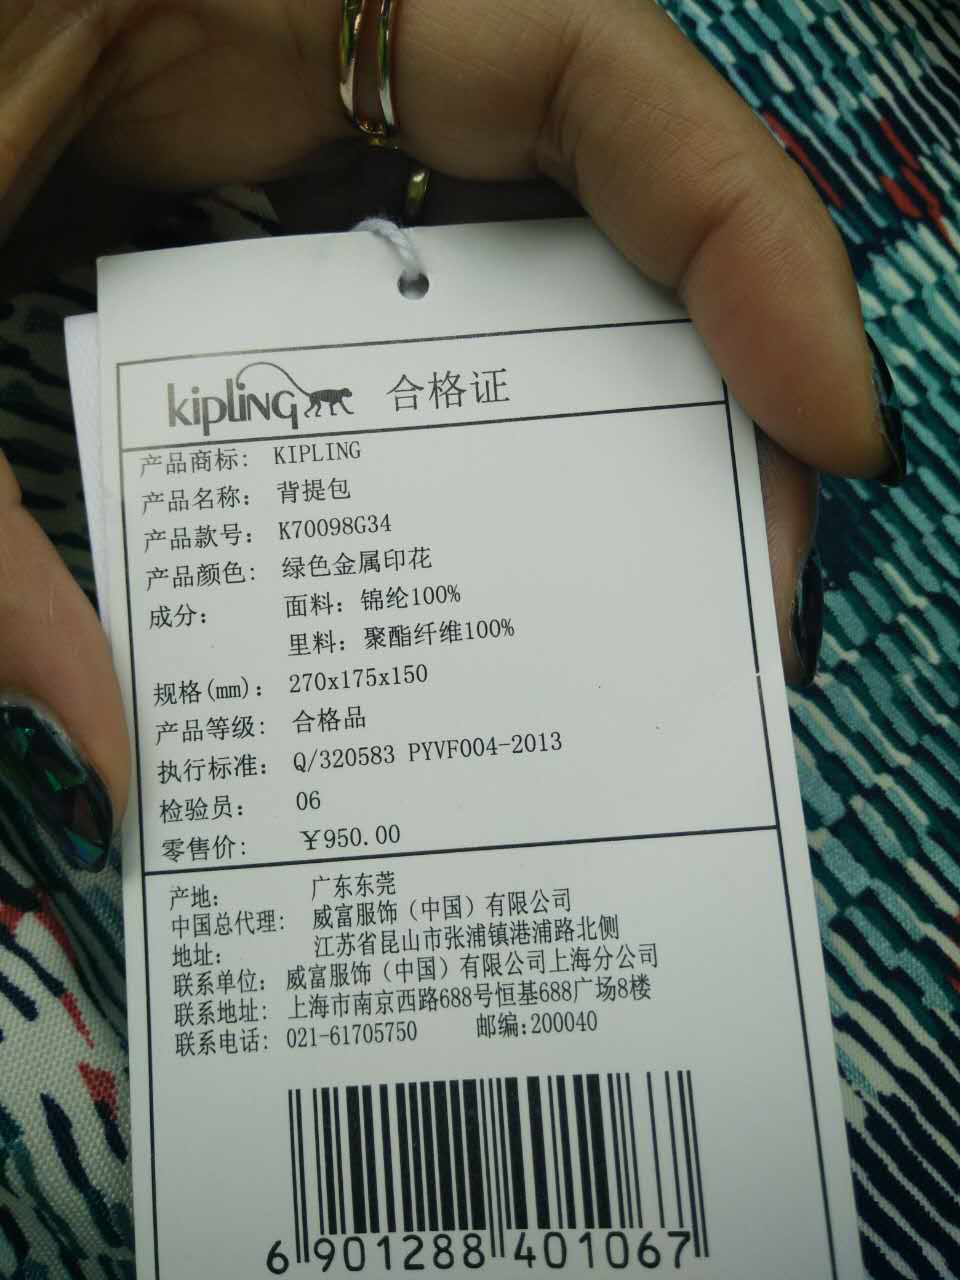 kipling 合格证
产品商标: KIPLING
产品名称: 背提包
产品款号: K70098G34
产品颜色: 绿色金属印花
成分: 面料: 锦纶100%
里料: 聚酯纤维100%
规格(mm): 270x175x150
产品等级: 合格品
执行标准: Q/320583 PYVF004-2013
检验员: 06
零售价: ¥950.00
产地: 广东东莞
中国总代理: 威富服饰（中国）有限公司
地址: 江苏省昆山市张浦镇港浦路北侧
联系单位: 威富服饰（中国）有限公司上海分公司
联系地址: 上海市南京西路688号恒基688广场8楼
联系电话: 021-61705750 邮编:200040
6 901288 401067